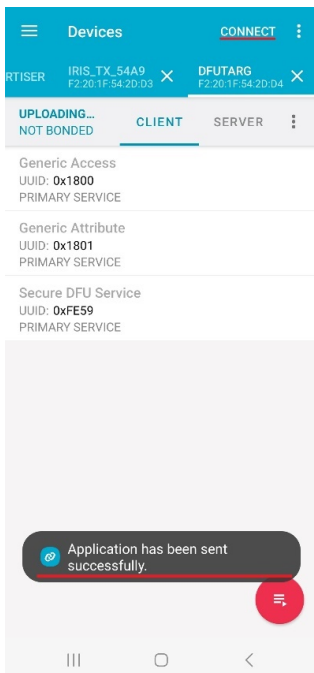 Devices
CONNECT
RTISER
IRIS_TX_54A9
F2:20:1F:54:2D:D3
DFUTARG
F2:20:1F:54:2D:D4
UPLOADING...
NOT BONDED
CLIENT
SERVER
Generic Access
UUID: 0x1800
PRIMARY SERVICE
Generic Attribute
UUID: 0x1801
PRIMARY SERVICE
Secure DFU Service
UUID: 0xFE59
PRIMARY SERVICE
Application has been sent
successfully.